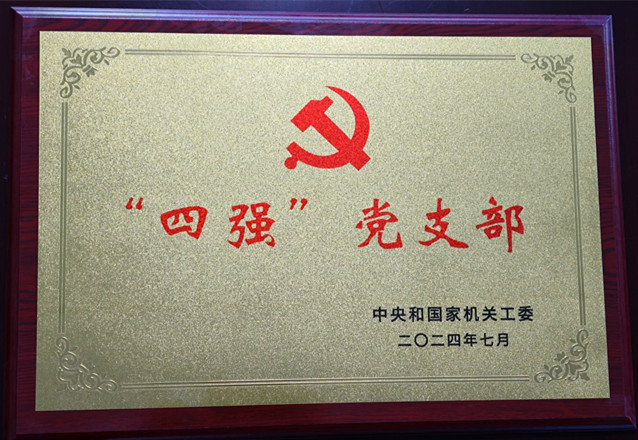 “四强”党支部
中央和国家机关工委
二〇二四年七月